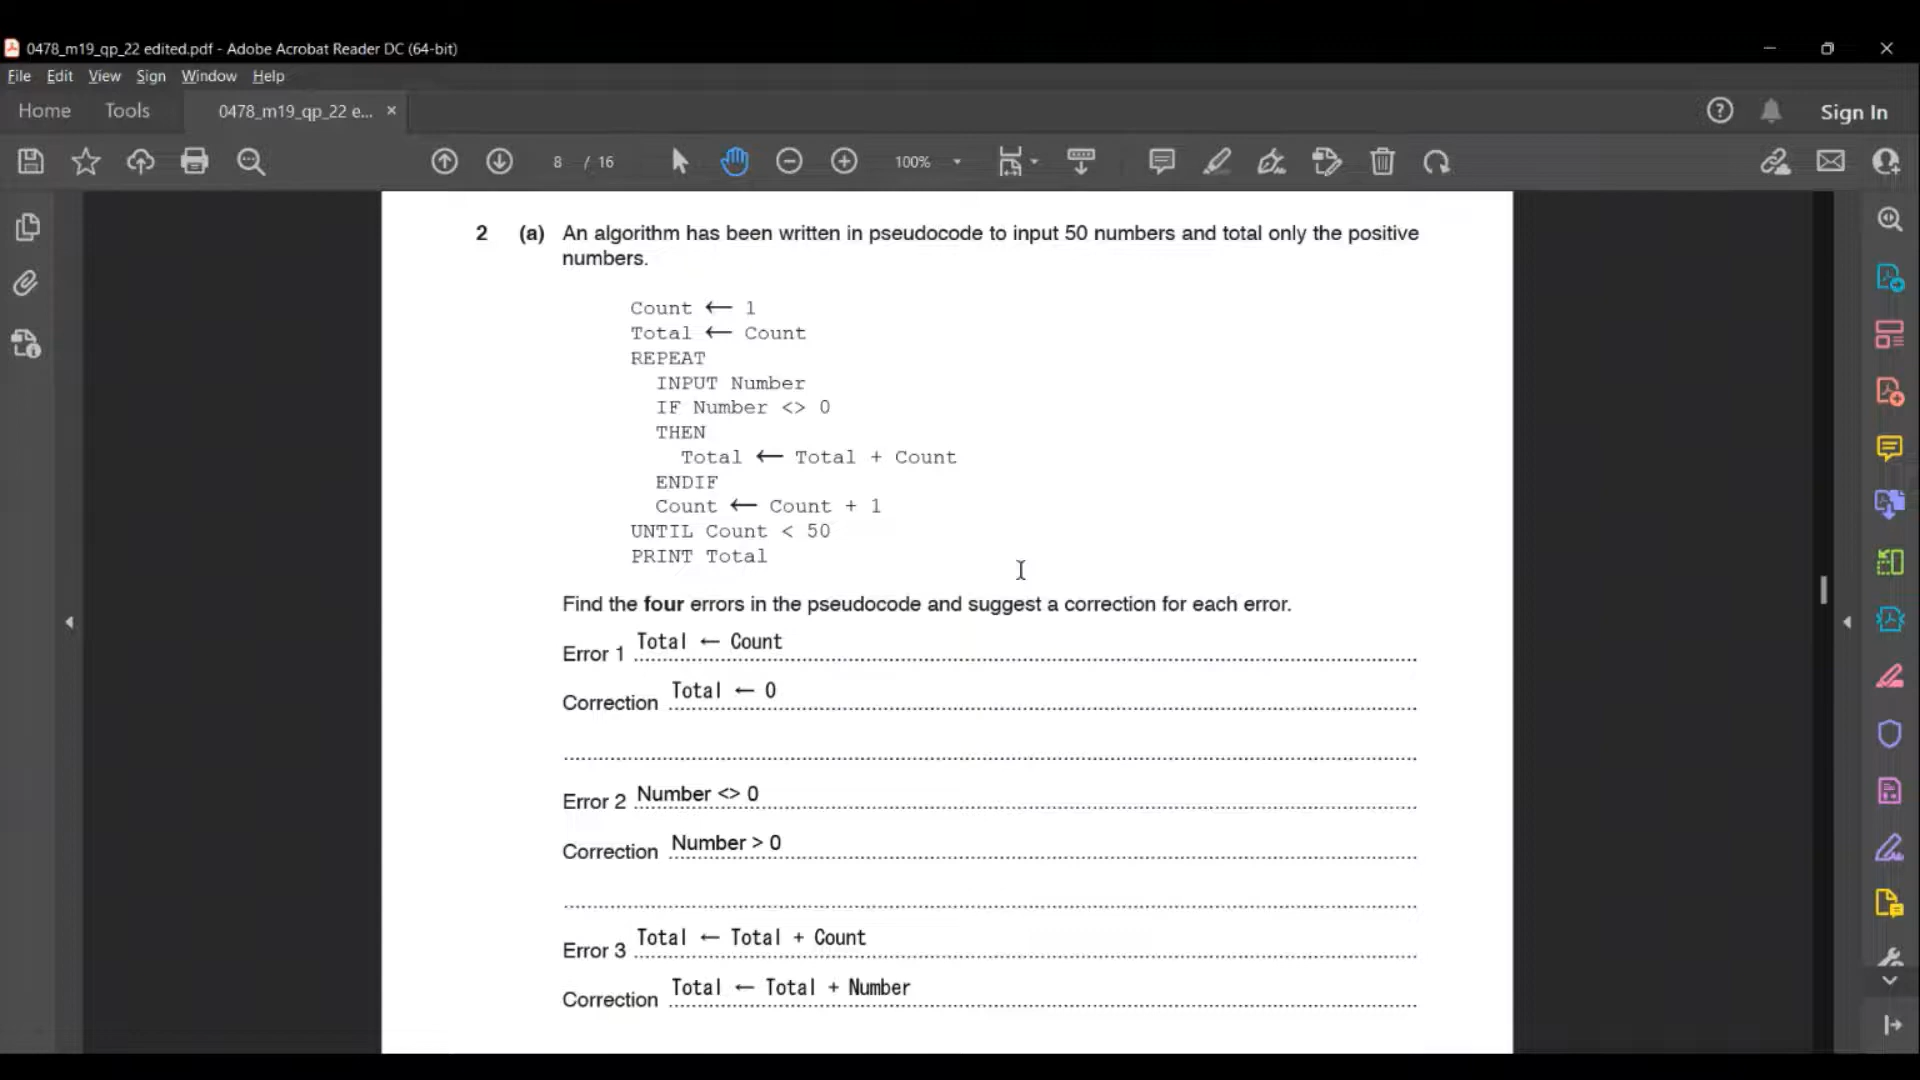 0478_m19_qp_22 edited.pdf - Adobe Acrobat Reader DC (64-bit)
File Edit View Sign Window Help
Home Tools 0478_m19_qp_22 e... × Sign In
8 / 16 100%
2 (a) An algorithm has been written in pseudocode to input 50 numbers and total only the positive
numbers.
Count ← 1
Total ← Count
REPEAT
INPUT Number
IF Number <> 0
THEN
Total ← Total + Count
ENDIF
Count ← Count + 1
UNTIL Count < 50
PRINT Total
Find the four errors in the pseudocode and suggest a correction for each error.
Error 1 Total ← Count
Correction Total ← 0
Error 2 Number <> 0
Correction Number > 0
Error 3 Total ← Total + Count
Correction Total ← Total + Number